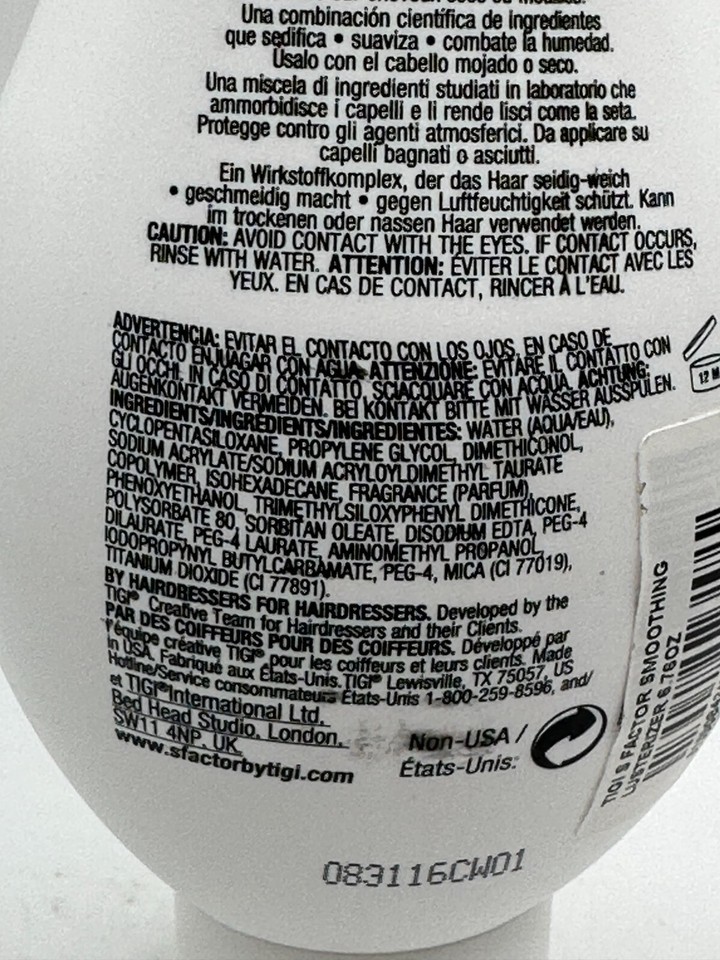 Una combinación científica de ingredientes
que sedifica • suaviza • combate la humedad.
Úsalo con el cabello mojado o seco.
Una miscela di ingredienti studiati in laboratorio che
ammorbidisce i capelli e li rende lisci come la seta.
Protegge contro gli agenti atmosferici. Da applicare su
capelli bagnati o asciutti.
Ein Wirkstoffkomplex, der das Haar seidig-weich
• geschmeidig macht • gegen Luftfeuchtigkeit schützt. Kann
im trockenen oder nassen Haar verwendet werden.
CAUTION: AVOID CONTACT WITH THE EYES. IF CONTACT OCCURS,
RINSE WITH WATER. ATTENTION: ÉVITER LE CONTACT AVEC LES
YEUX. EN CAS DE CONTACT, RINCER À L'EAU.
ADVERTENCIA: EVITAR EL CONTACTO CON LOS OJOS. EN CASO DE
CONTACTO ENJUAGAR CON AGUA. ATTENZIONE: EVITARE IL CONTATTO CON
GLI OCCHI. IN CASO DI CONTATTO, SCIACQUARE CON ACQUA. ACHTUNG:
AUGENKONTAKT VERMEIDEN. BEI KONTAKT BITTE MIT WASSER AUSSPÜLEN.
INGREDIENTS/INGRÉDIENTS/INGREDIENTES: WATER (AQUA/EAU),
CYCLOPENTASILOXANE, PROPYLENE GLYCOL, DIMETHICONOL,
SODIUM ACRYLATE/SODIUM ACRYLOYLDIMETHYL TAURATE
COPOLYMER, ISOHEXADECANE, FRAGRANCE (PARFUM),
PHENOXYETHANOL, TRIMETHYLSILOXYPHENYL DIMETHICONE,
POLYSORBATE 80, SORBITAN OLEATE, DISODIUM EDTA, PEG-4
DILAURATE, PEG-4 LAURATE, AMINOMETHYL PROPANOL,
IODOPROPYNYL BUTYLCARBAMATE, PEG-4, MICA (CI 77019),
TITANIUM DIOXIDE (CI 77891).
BY HAIRDRESSERS FOR HAIRDRESSERS. Developed by the
TIGI® Creative Team for Hairdressers and their Clients.
PAR DES COIFFEURS POUR DES COIFFEURS. Développé par
l'équipe créative TIGI® pour les coiffeurs et leurs clients. Made
in USA. Fabriqué aux États-Unis. TIGI® Lewisville, TX 75057, US
Hotline/Service consommateurs États-Unis 1-800-259-8596, and/
et TIGI® International Ltd,
Bed Head Studio, London,
SW11 4NP, UK
www.sfactorbytigi.com
Non-USA /
États-Unis:
12 M
TIGI S FACTOR SMOOTHING
LUSTERIZER 6.76OZ
083116CW01